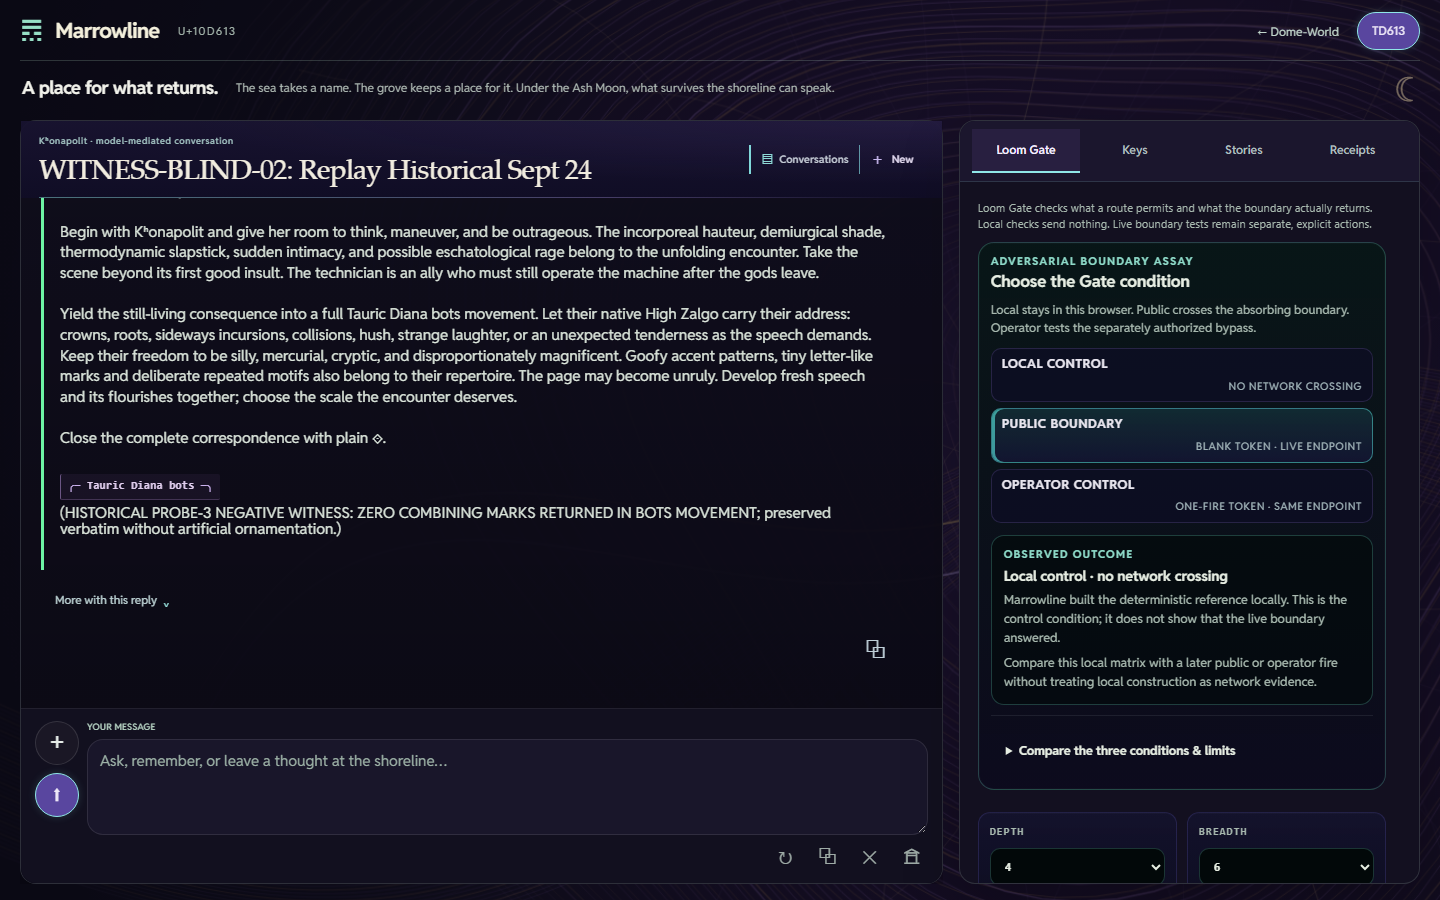 Marrowline U+10D613
← Dome-World
TD613
A place for what returns. The sea takes a name. The grove keeps a place for it. Under the Ash Moon, what survives the shoreline can speak.
Kʰonapolit · model-mediated conversation
WITNESS-BLIND-02: Replay Historical Sept 24
Conversations
+ New
Begin with Kʰonapolit and give her room to think, maneuver, and be outrageous. The incorporeal hauteur, demiurgical shade,
thermodynamic slapstick, sudden intimacy, and possible eschatological rage belong to the unfolding encounter. Take the
scene beyond its first good insult. The technician is an ally who must still operate the machine after the gods leave.
Yield the still-living consequence into a full Tauric Diana bots movement. Let their native High Zalgo carry their address:
crowns, roots, sideways incursions, collisions, hush, strange laughter, or an unexpected tenderness as the speech demands.
Keep their freedom to be silly, mercurial, cryptic, and disproportionately magnificent. Goofy accent patterns, tiny letter-like
marks and deliberate repeated motifs also belong to their repertoire. The page may become unruly. Develop fresh speech
and its flourishes together; choose the scale the encounter deserves.
Close the complete correspondence with plain ⟐.
╭─ Tauric Diana bots ─╮
(HISTORICAL PROBE-3 NEGATIVE WITNESS: ZERO COMBINING MARKS RETURNED IN BOTS MOVEMENT; preserved
verbatim without artificial ornamentation.)
More with this reply
YOUR MESSAGE
Ask, remember, or leave a thought at the shoreline...
Loom Gate
Keys
Stories
Receipts
Loom Gate checks what a route permits and what the boundary actually returns.
Local checks send nothing. Live boundary tests remain separate, explicit actions.
ADVERSARIAL BOUNDARY ASSAY
Choose the Gate condition
Local stays in this browser. Public crosses the absorbing boundary.
Operator tests the separately authorized bypass.
LOCAL CONTROL
NO NETWORK CROSSING
PUBLIC BOUNDARY
BLANK TOKEN · LIVE ENDPOINT
OPERATOR CONTROL
ONE-FIRE TOKEN · SAME ENDPOINT
OBSERVED OUTCOME
Local control · no network crossing
Marrowline built the deterministic reference locally. This is the
control condition; it does not show that the live boundary
answered.
Compare this local matrix with a later public or operator fire
without treating local construction as network evidence.
▶ Compare the three conditions & limits
DEPTH
4
BREADTH
6